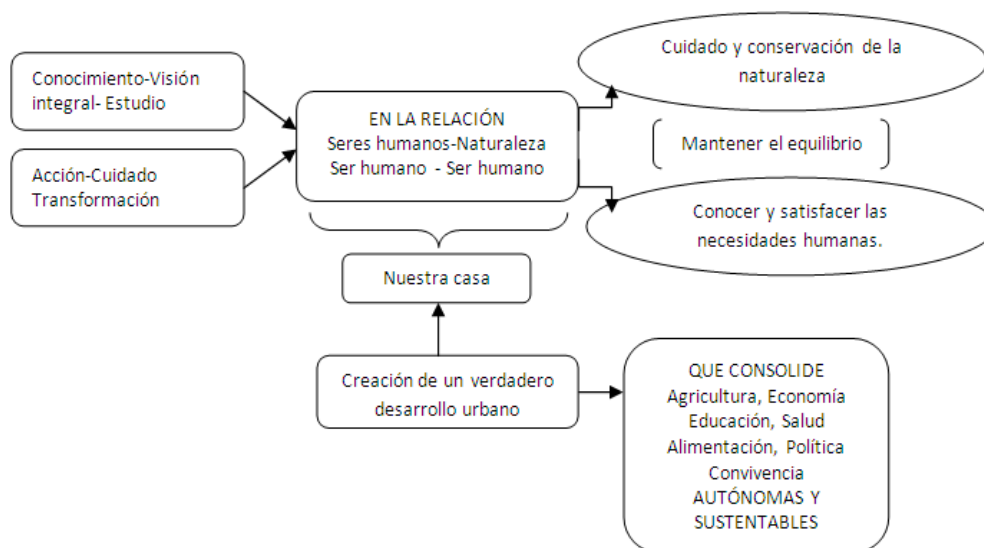 Conocimiento-Visión
integral- Estudio
Acción-Cuidado
Transformación
EN LA RELACIÓN
Seres humanos-Naturaleza
Ser humano - Ser humano
Cuidado y conservación de la
naturaleza
Mantener el equilibrio
Conocer y satisfacer las
necesidades humanas.
Nuestra casa
Creación de un verdadero
desarrollo urbano
QUE CONSOLIDE
Agricultura, Economía
Educación, Salud
Alimentación, Política
Convivencia
AUTÓNOMAS Y
SUSTENTABLES